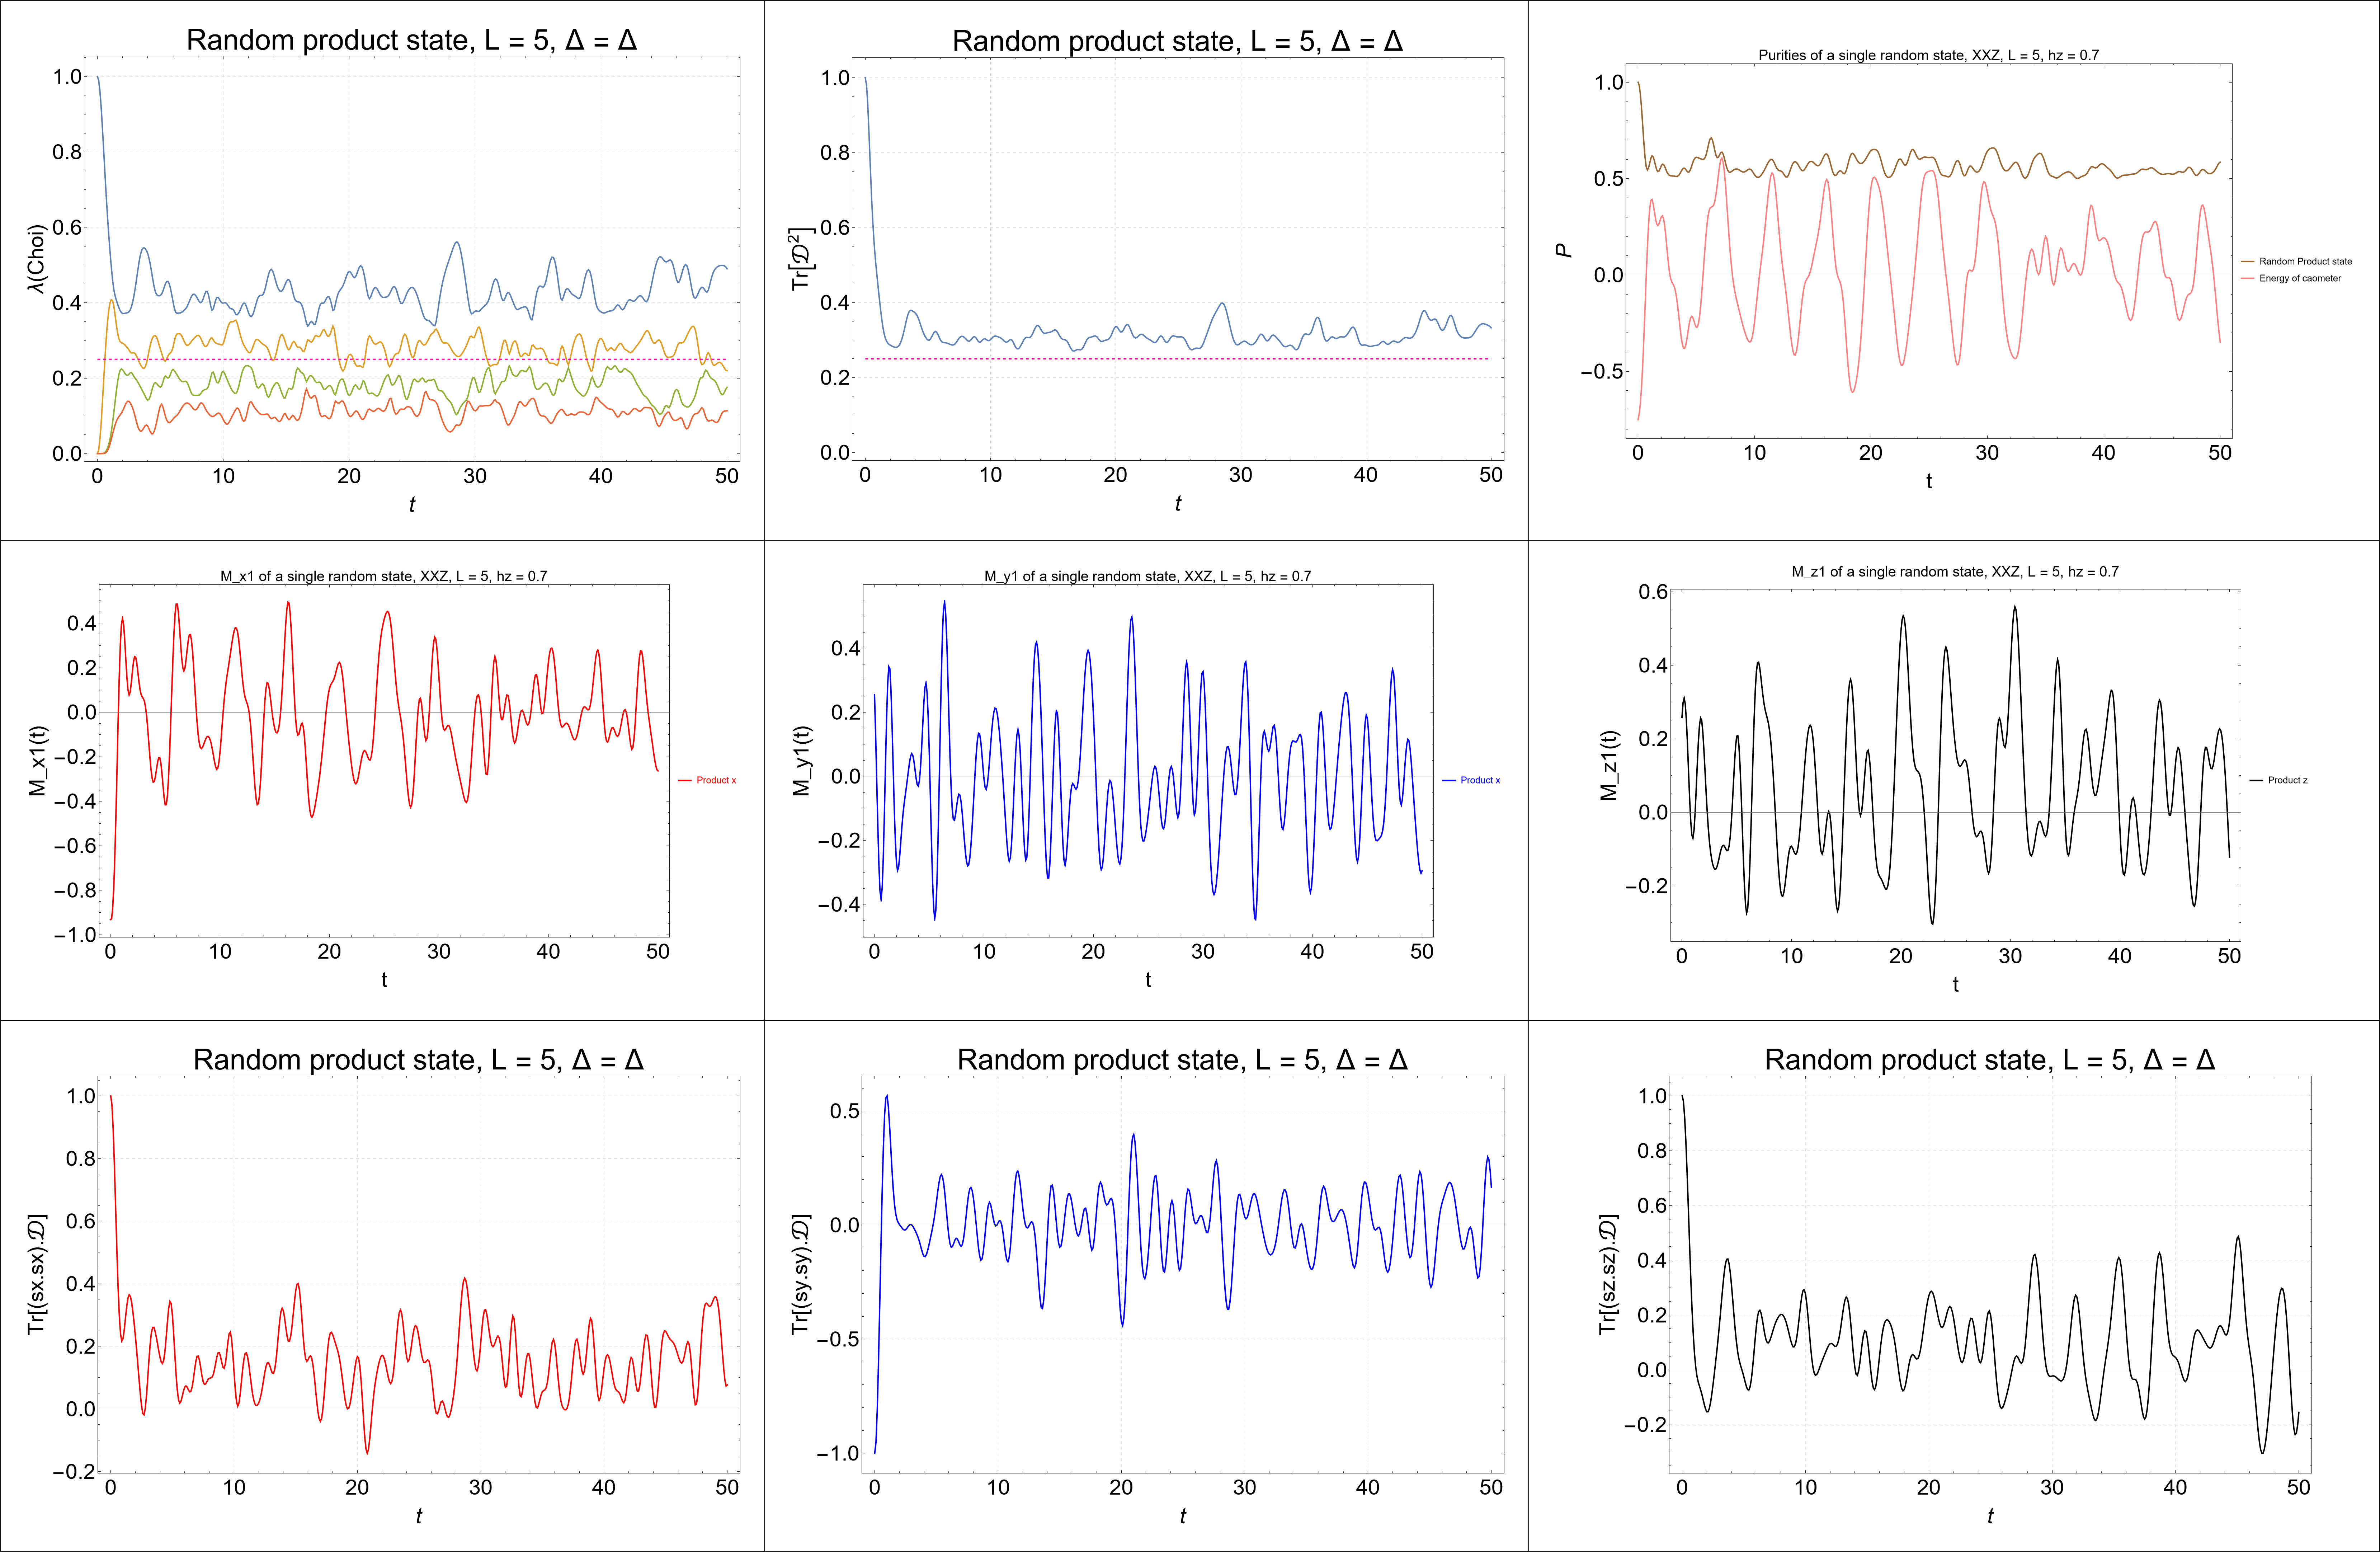 Random product state, L = 5, Δ = Δ
λ(Choi)
1.0
0.8
0.6
0.4
0.2
0.0
0 10 20 30 40 50
t
Random product state, L = 5, Δ = Δ
Tr[𝒟²]
1.0
0.8
0.6
0.4
0.2
0.0
0 10 20 30 40 50
t
Purities of a single random state, XXZ, L = 5, hz = 0.7
P
1.0
0.5
0.0
−0.5
0 10 20 30 40 50
t
Random Product state
Energy of caometer
M_x1 of a single random state, XXZ, L = 5, hz = 0.7
M_x1(t)
0.4
0.2
0.0
−0.2
−0.4
−0.6
−0.8
−1.0
0 10 20 30 40 50
t
Product x
M_y1 of a single random state, XXZ, L = 5, hz = 0.7
M_y1(t)
0.4
0.2
0.0
−0.2
−0.4
0 10 20 30 40 50
t
Product x
M_z1 of a single random state, XXZ, L = 5, hz = 0.7
M_z1(t)
0.6
0.4
0.2
0.0
−0.2
0 10 20 30 40 50
t
Product z
Random product state, L = 5, Δ = Δ
Tr[(sx.sx).𝒟]
1.0
0.8
0.6
0.4
0.2
0.0
−0.2
0 10 20 30 40 50
t
Random product state, L = 5, Δ = Δ
Tr[(sy.sy).𝒟]
0.5
0.0
−0.5
−1.0
0 10 20 30 40 50
t
Random product state, L = 5, Δ = Δ
Tr[(sz.sz).𝒟]
1.0
0.8
0.6
0.4
0.2
0.0
−0.2
0 10 20 30 40 50
t